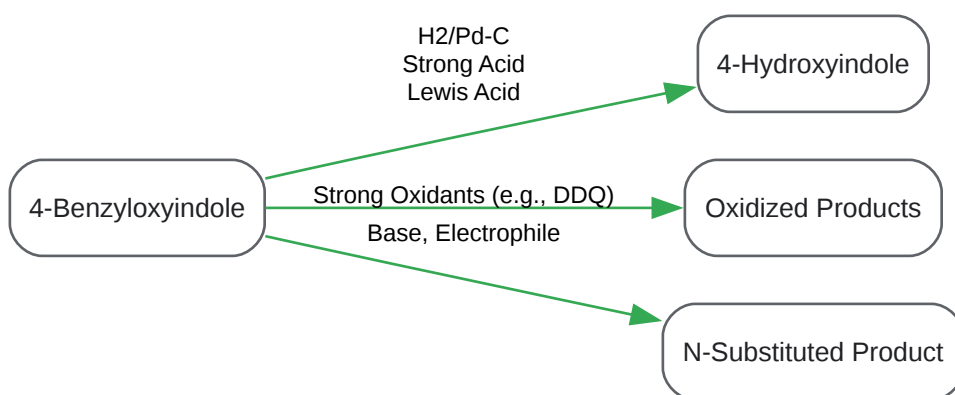 H2/Pd-C
Strong Acid
Lewis Acid
4-Hydroxyindole
4-Benzyloxyindole
Strong Oxidants (e.g., DDQ)
Oxidized Products
Base, Electrophile
N-Substituted Product